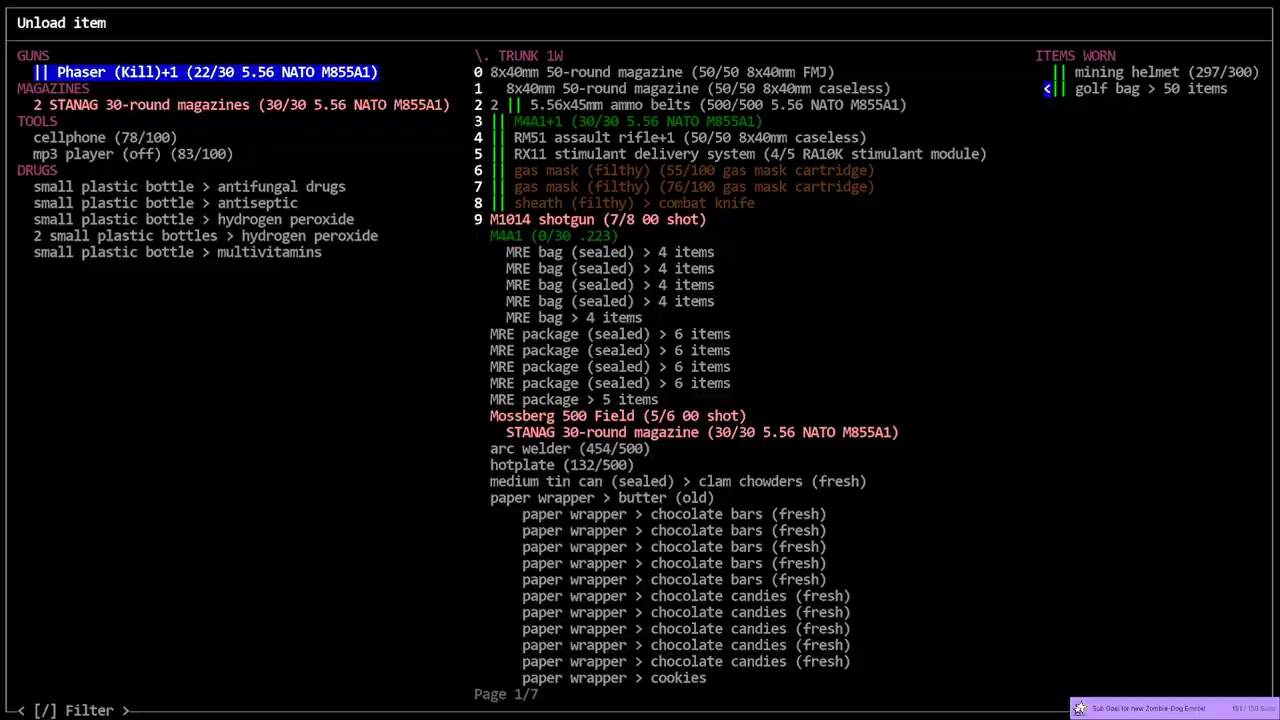 Unload item
GUNS
|| Phaser (Kill)+1 (22/30 5.56 NATO M855A1)
MAGAZINES
2 STANAG 30-round magazines (30/30 5.56 NATO M855A1)
TOOLS
cellphone (78/100)
mp3 player (off) (83/100)
DRUGS
small plastic bottle > antifungal drugs
small plastic bottle > antiseptic
small plastic bottle > hydrogen peroxide
2 small plastic bottles > hydrogen peroxide
small plastic bottle > multivitamins
\. TRUNK 1W
0 8x40mm 50-round magazine (50/50 8x40mm FMJ)
1 8x40mm 50-round magazine (50/50 8x40mm caseless)
2 2 || 5.56x45mm ammo belts (500/500 5.56 NATO M855A1)
3 || M4A1+1 (30/30 5.56 NATO M855A1)
4 || RM51 assault rifle+1 (50/50 8x40mm caseless)
5 || RX11 stimulant delivery system (4/5 RA10K stimulant module)
6 || gas mask (filthy) (55/100 gas mask cartridge)
7 || gas mask (filthy) (76/100 gas mask cartridge)
8 || sheath (filthy) > combat knife
9 M1014 shotgun (7/8 00 shot)
M4A1 (0/30 .223)
MRE bag (sealed) > 4 items
MRE bag (sealed) > 4 items
MRE bag (sealed) > 4 items
MRE bag (sealed) > 4 items
MRE bag > 4 items
MRE package (sealed) > 6 items
MRE package (sealed) > 6 items
MRE package (sealed) > 6 items
MRE package (sealed) > 6 items
MRE package > 5 items
Mossberg 500 Field (5/6 00 shot)
STANAG 30-round magazine (30/30 5.56 NATO M855A1)
arc welder (454/500)
hotplate (132/500)
medium tin can (sealed) > clam chowders (fresh)
paper wrapper > butter (old)
paper wrapper > chocolate bars (fresh)
paper wrapper > chocolate bars (fresh)
paper wrapper > chocolate bars (fresh)
paper wrapper > chocolate bars (fresh)
paper wrapper > chocolate bars (fresh)
paper wrapper > chocolate candies (fresh)
paper wrapper > chocolate candies (fresh)
paper wrapper > chocolate candies (fresh)
paper wrapper > chocolate candies (fresh)
paper wrapper > chocolate candies (fresh)
paper wrapper > cookies
Page 1/7
ITEMS WORN
|| mining helmet (297/300)
<|| golf bag > 50 items
< [/] Filter >
Sub Goal for new Zombie-Dog Emote!
151 / 150 Subs